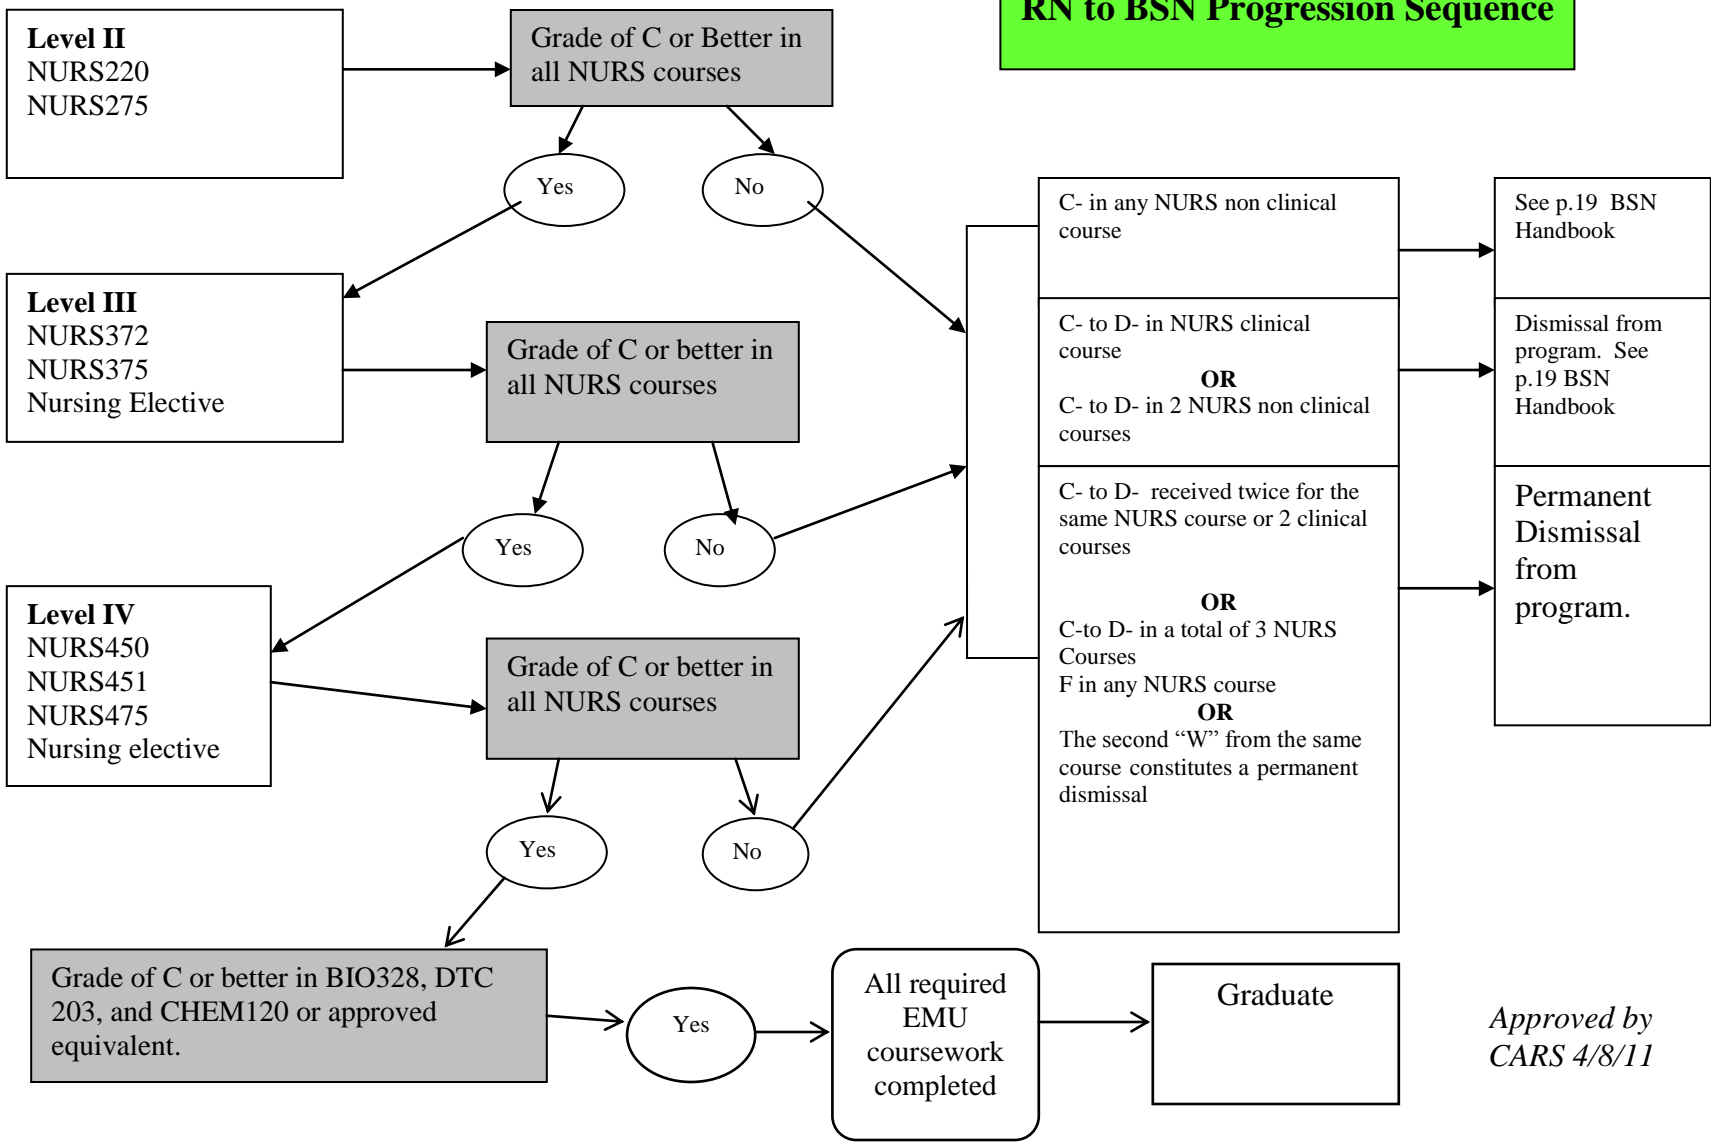 RN to BSN Progression Sequence
Level II
NURS220
NURS275
Grade of C or Better in
all NURS courses
Yes
No
Level III
NURS372
NURS375
Nursing Elective
Grade of C or better in
all NURS courses
Yes
No
Level IV
NURS450
NURS451
NURS475
Nursing elective
Grade of C or better in
all NURS courses
Yes
No
C- in any NURS non clinical
course
See p.19 BSN
Handbook
C- to D- in NURS clinical
course
OR
C- to D- in 2 NURS non clinical
courses
Dismissal from
program. See
p.19 BSN
Handbook
C- to D- received twice for the
same NURS course or 2 clinical
courses
OR
C-to D- in a total of 3 NURS
Courses
F in any NURS course
OR
The second “W” from the same
course constitutes a permanent
dismissal
Permanent
Dismissal
from
program.
Grade of C or better in BIO328, DTC
203, and CHEM120 or approved
equivalent.
Yes
All required
EMU
coursework
completed
Graduate
Approved by
CARS 4/8/11